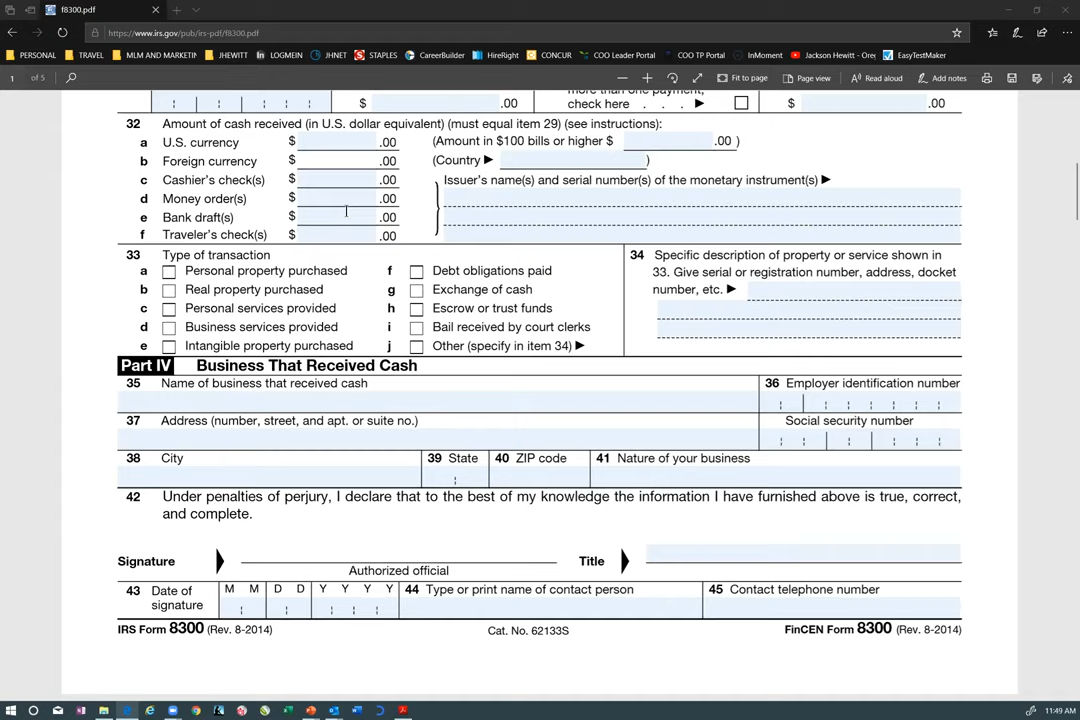 f8300.pdf
https://www.irs.gov/pub/irs-pdf/f8300.pdf
PERSONAL TRAVEL MLM AND MARKETIN JHEWITT LOGMEIN JHNET STAPLES CareerBuilder HireRight CONCUR COO Leader Portal COO TP Portal InMoment Jackson Hewitt - Ore EasyTestMaker
1 of 5 Fit to page Page view Read aloud Add notes
more than one payment,
$ .00 check here . . . ▶ $ .00
32 Amount of cash received (in U.S. dollar equivalent) (must equal item 29) (see instructions):
a U.S. currency $ .00 (Amount in $100 bills or higher $ .00 )
b Foreign currency $ .00 (Country ▶ )
c Cashier's check(s) $ .00 Issuer's name(s) and serial number(s) of the monetary instrument(s) ▶
d Money order(s) $ .00
e Bank draft(s) $ .00
f Traveler's check(s) $ .00
33 Type of transaction
a Personal property purchased
b Real property purchased
c Personal services provided
d Business services provided
e Intangible property purchased
f Debt obligations paid
g Exchange of cash
h Escrow or trust funds
i Bail received by court clerks
j Other (specify in item 34) ▶
34 Specific description of property or service shown in
33. Give serial or registration number, address, docket
number, etc. ▶
Part IV Business That Received Cash
35 Name of business that received cash
36 Employer identification number
37 Address (number, street, and apt. or suite no.)
Social security number
38 City 39 State 40 ZIP code 41 Nature of your business
42 Under penalties of perjury, I declare that to the best of my knowledge the information I have furnished above is true, correct,
and complete.
Signature Title
Authorized official
43 Date of signature M M D D Y Y Y Y 44 Type or print name of contact person 45 Contact telephone number
IRS Form 8300 (Rev. 8-2014) Cat. No. 62133S FinCEN Form 8300 (Rev. 8-2014)
11:49 AM